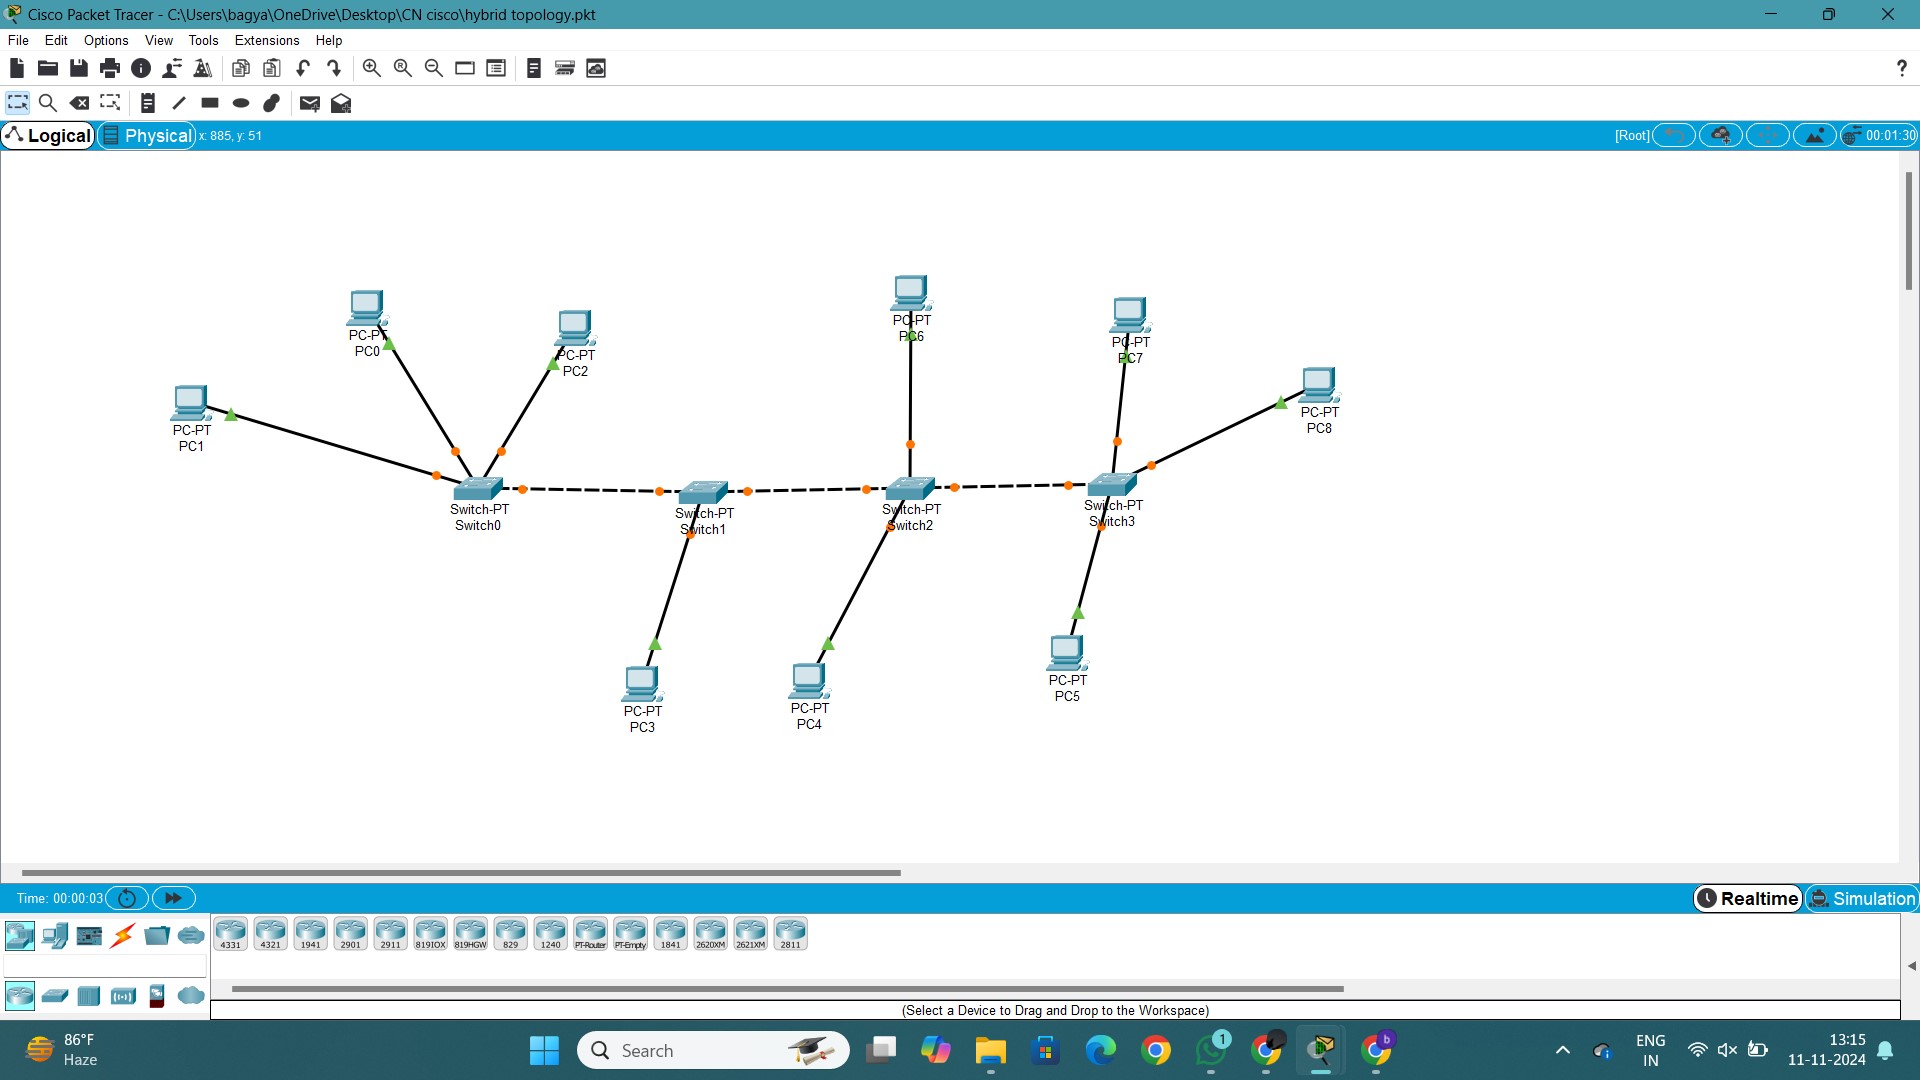 Cisco Packet Tracer - C:\Users\bagya\OneDrive\Desktop\CN cisco\hybrid topology.pkt
File Edit Options View Tools Extensions Help
?
Logical Physical x: 885, y: 51 [Root] 00:01:30
PC-PT
PC6
PC-PT
PC0
PC-PT
PC7
PC-PT
PC2
PC-PT
PC8
PC-PT
PC1
Switch-PT
Switch0
Switch-PT
Switch1
Switch-PT
Switch2
Switch-PT
Switch3
PC-PT
PC5
PC-PT
PC3
PC-PT
PC4
Time: 00:00:03 Realtime Simulation
4331 4321 1941 2901 2911 819IOX 819HGW 829 1240 PT-Router PT-Empty 1841 2620XM 2621XM 2811
(Select a Device to Drag and Drop to the Workspace)
86°F
Haze
Search
1
b
ENG
IN
13:15
11-11-2024